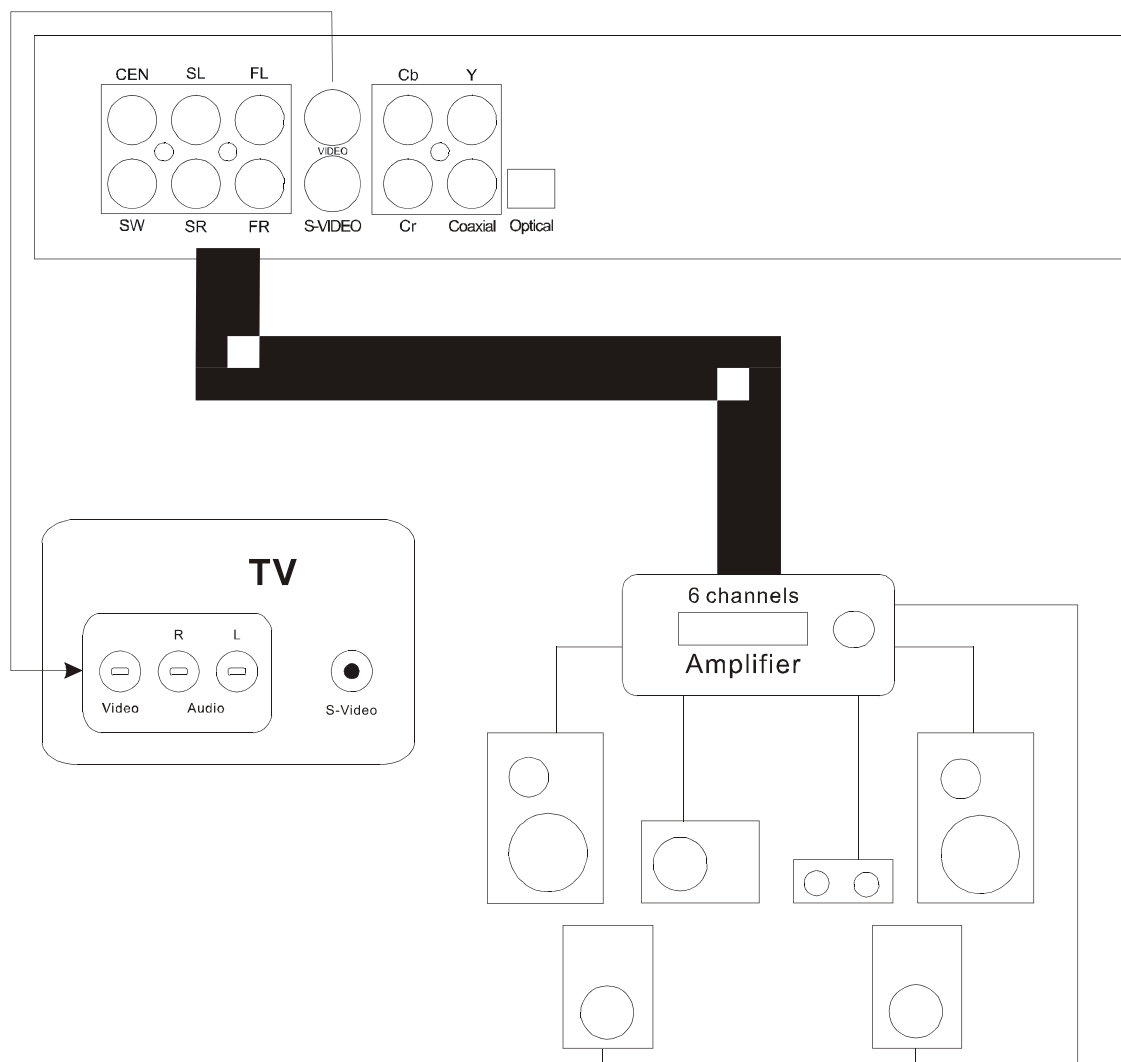 CEN SL FL Cb Y
VIDEO
SW SR FR S-VIDEO Cr Coaxial Optical
TV
6 channels
Amplifier
R L
Video Audio S-Video